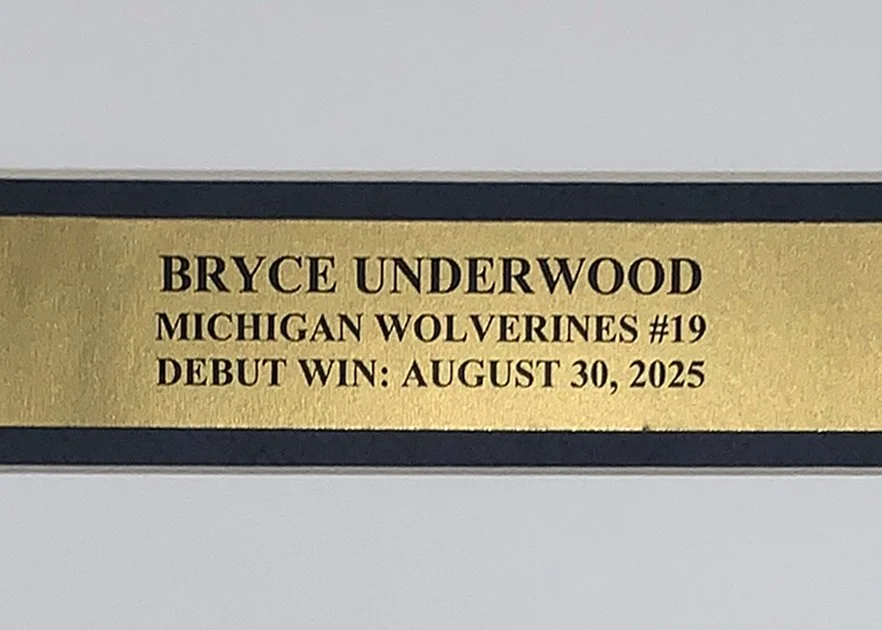 BRYCE UNDERWOOD
MICHIGAN WOLVERINES #19
DEBUT WIN: AUGUST 30, 2025